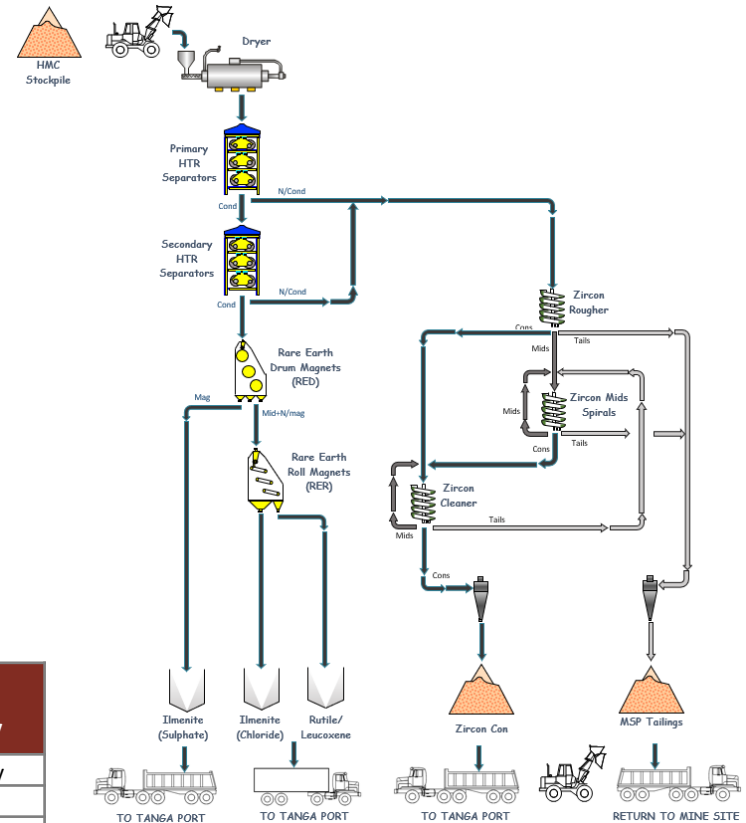 HMC
Stockpile
Dryer
Primary
HTR
Separators
N/Cond
Cond
Secondary
HTR
Separators
N/Cond
Cond
Zircon
Rougher
Cons
Tails
Mids
Rare Earth
Drum Magnets
(RED)
Mag
Mid+N/mag
Zircon Mids
Spirals
Mids
Tails
Cons
Rare Earth
Roll Magnets
(RER)
Zircon
Cleaner
Tails
Mids
Cons
Ilmenite
(Sulphate)
Ilmenite
(Chloride)
Rutile/
Leucoxene
Zircon Con
MSP Tailings
TO TANGA PORT
TO TANGA PORT
TO TANGA PORT
RETURN TO MINE SITE